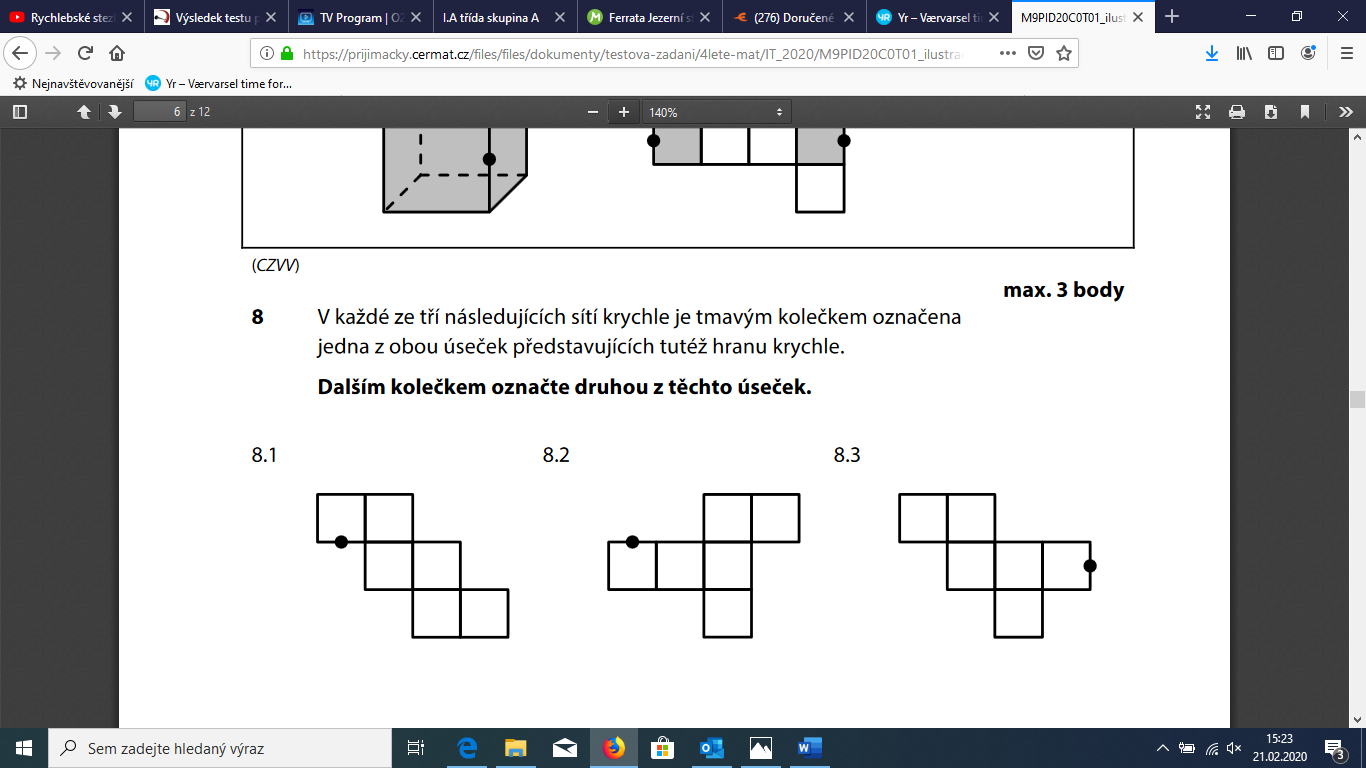 Rychlebské stez
Výsledek testu p
TV Program | O2
I.A třída skupina A
Ferrata Jezerní st
(276) Doručené
Yr – Værvarsel ti
M9PID20C0T01_ilust
https://prijimacky.cermat.cz/files/files/dokumenty/testova-zadani/4lete-mat/IT_2020/M9PID20C0T01_ilustra
Nejnavštěvovanější
Yr – Værvarsel time for...
6 z 12
140%
(CZVV)
max. 3 body
8 V každé ze tří následujících sítí krychle je tmavým kolečkem označena
jedna z obou úseček představujících tutéž hranu krychle.
Dalším kolečkem označte druhou z těchto úseček.
8.1 8.2 8.3
Sem zadejte hledaný výraz
15:23
21.02.2020
3